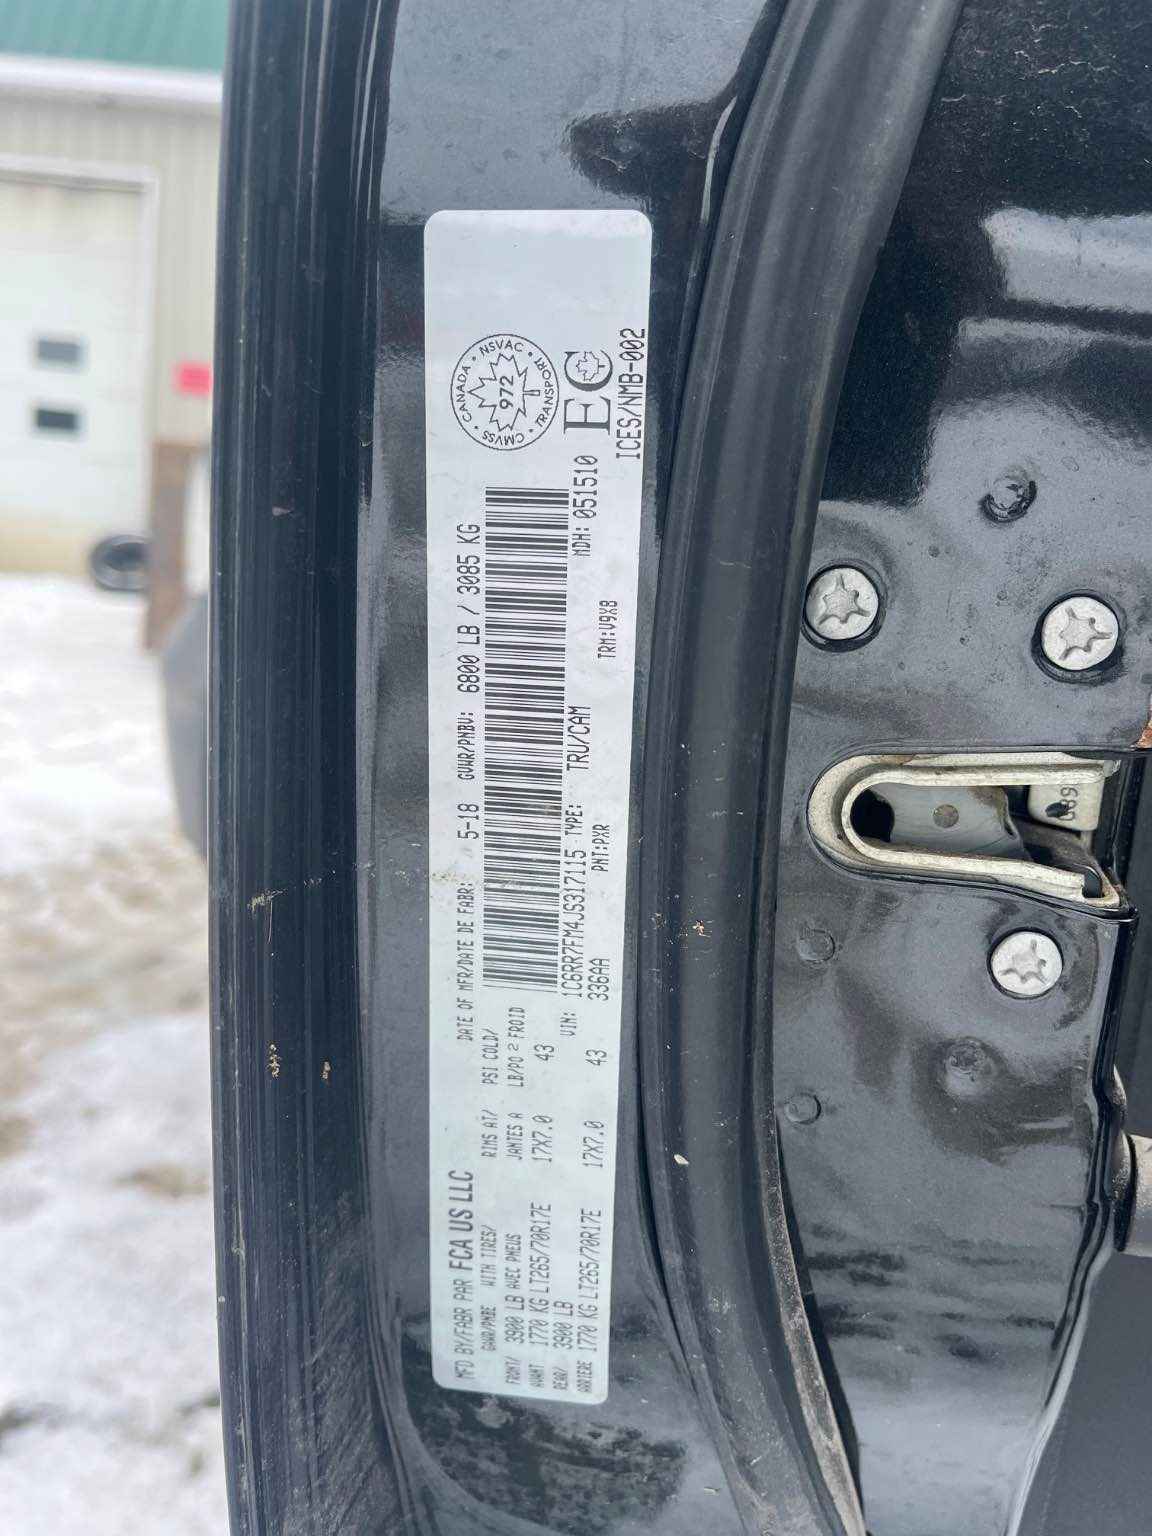 MFD BY/FABR PAR FCA US LLC
DATE OF MFR/DATE DE FABR: 5-18
GVWR/PNBV: 6800 LB / 3085 KG
GAWR/PNBE WITH TIRES/ RIMS AT/ PSI COLD/
FRONT/ 3900 LB AVEC PNEUS JANTES A LB/PO 2 FROID
AVANT 1770 KG LT265/70R17E 17X7.0 43
REAR/ 3900 LB
ARRIERE 1770 KG LT265/70R17E 17X7.0 43
VIN: 1C6RR7FM4JS317115 TYPE: TRU/CAM MDH: 051510
336AA PNT:PXR TRM:V9X8
CMVSS • CANADA • NSVAC • TRANSPORT •
972
EC
ICES/NMB-002